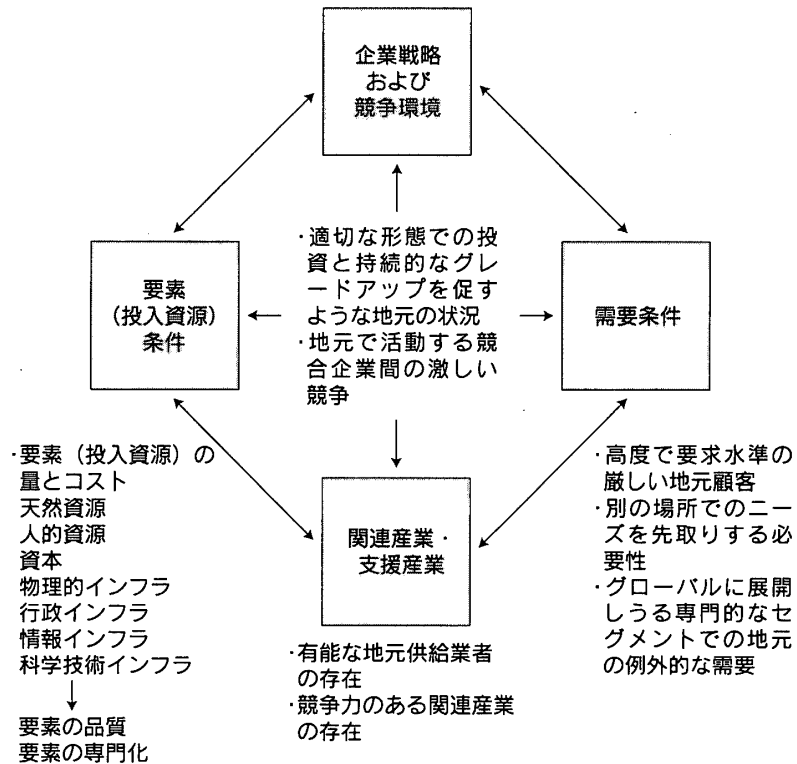 企業戦略
および
競争環境
・適切な形態での投
資と持続的なグレ
ードアップを促す
ような地元の状況
・地元で活動する競
合企業間の激しい
競争
要素
（投入資源）
条件
需要条件
・要素（投入資源）の
量とコスト
天然資源
人的資源
資本
物理的インフラ
行政インフラ
情報インフラ
科学技術インフラ
要素の品質
要素の専門化
関連産業・
支援産業
・有能な地元供給業者
の存在
・競争力のある関連産業
の存在
・高度で要求水準の
厳しい地元顧客
・別の場所でのニー
ズを先取りする必
要性
・グローバルに展開
しうる専門的なセ
グメントでの地元
の例外的な需要